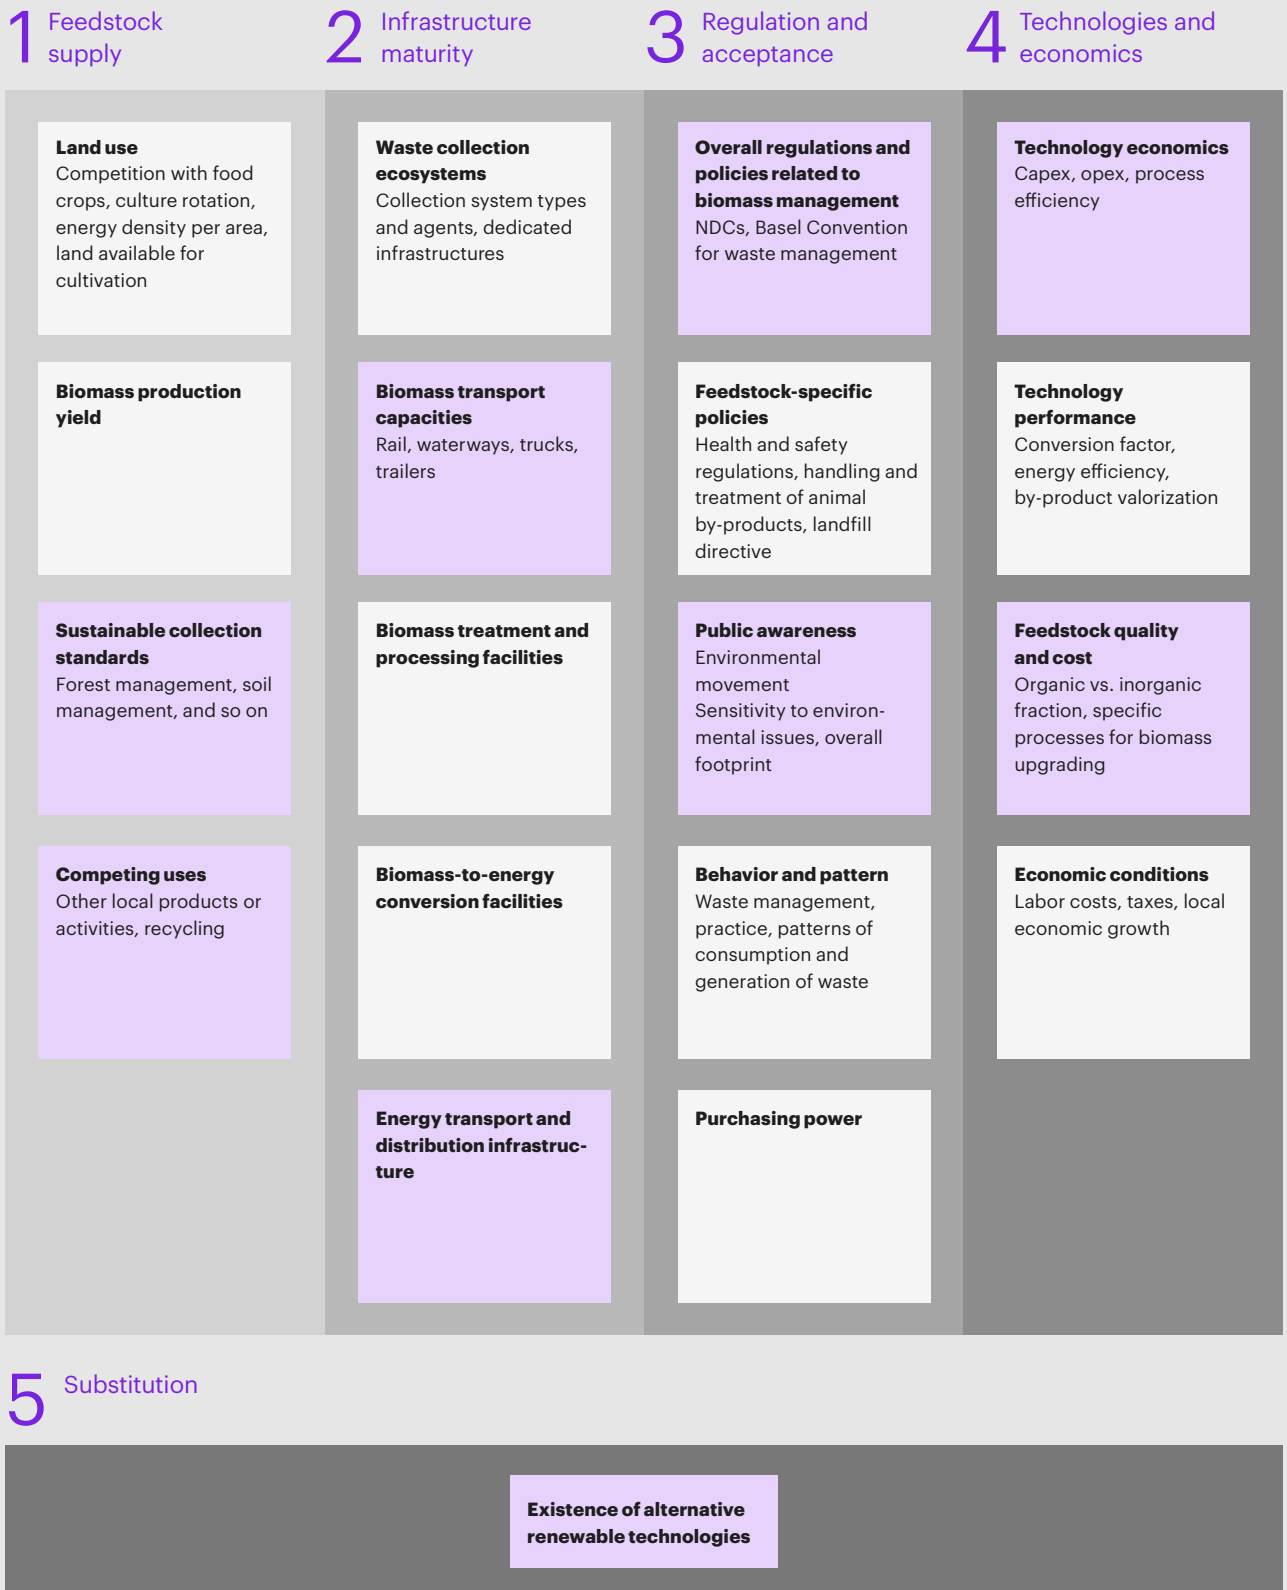 1 Feedstock
supply
2 Infrastructure
maturity
3 Regulation and
acceptance
4 Technologies and
economics
Land use
Competition with food
crops, culture rotation,
energy density per area,
land available for
cultivation
Biomass production
yield
Sustainable collection
standards
Forest management, soil
management, and so on
Competing uses
Other local products or
activities, recycling
Waste collection
ecosystems
Collection system types
and agents, dedicated
infrastructures
Biomass transport
capacities
Rail, waterways, trucks,
trailers
Biomass treatment and
processing facilities
Biomass-to-energy
conversion facilities
Energy transport and
distribution infrastruc-
ture
Overall regulations and
policies related to
biomass management
NDCs, Basel Convention
for waste management
Feedstock-specific
policies
Health and safety
regulations, handling and
treatment of animal
by-products, landfill
directive
Public awareness
Environmental
movement
Sensitivity to environ-
mental issues, overall
footprint
Behavior and pattern
Waste management,
practice, patterns of
consumption and
generation of waste
Purchasing power
Technology economics
Capex, opex, process
efficiency
Technology
performance
Conversion factor,
energy efficiency,
by-product valorization
Feedstock quality
and cost
Organic vs. inorganic
fraction, specific
processes for biomass
upgrading
Economic conditions
Labor costs, taxes, local
economic growth
5 Substitution
Existence of alternative
renewable technologies